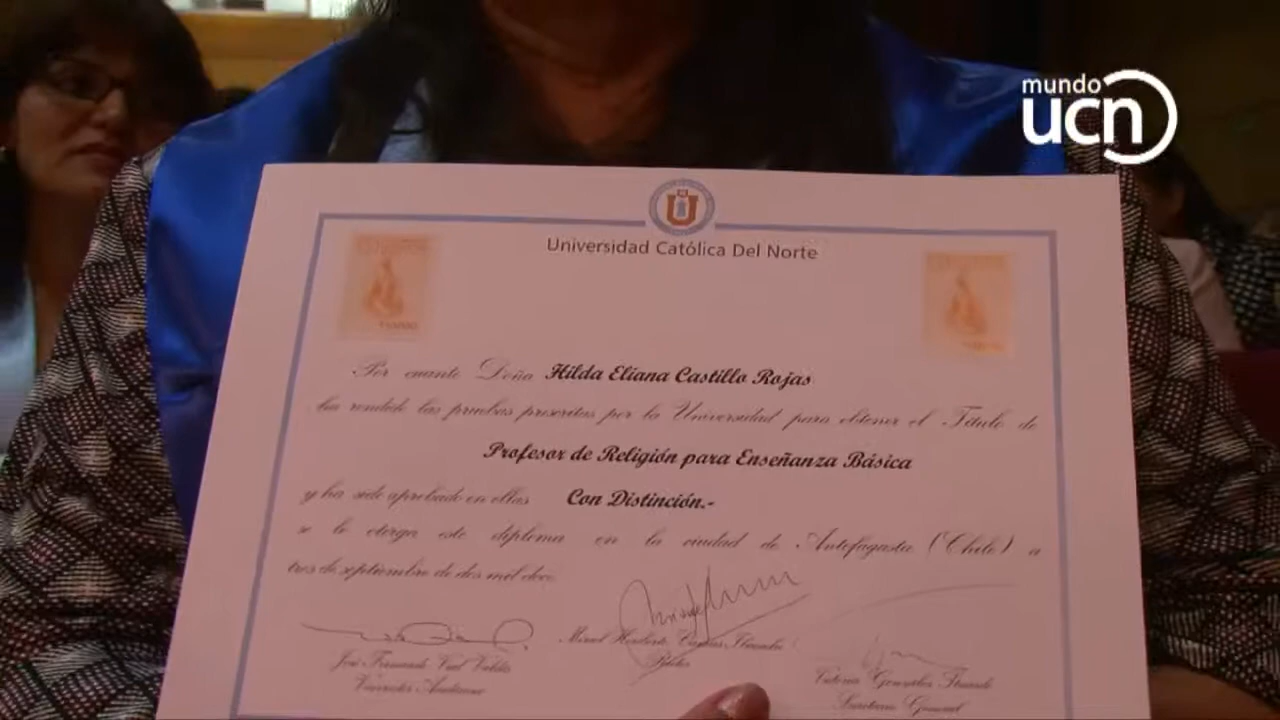 mundo
ucn
Universidad Católica Del Norte
Por cuanto Doña Hilda Eliana Castillo Rojas
ha rendido las pruebas prescritas por la Universidad para obtener el Título de
Profesor de Religión para Enseñanza Básica
y ha sido aprobado en ellas Con Distinción.-
se le otorga este diploma en la ciudad de Antofagasta (Chile) a
tres de septiembre de dos mil doce
Rector
Vicerrector Académico
Secretario General